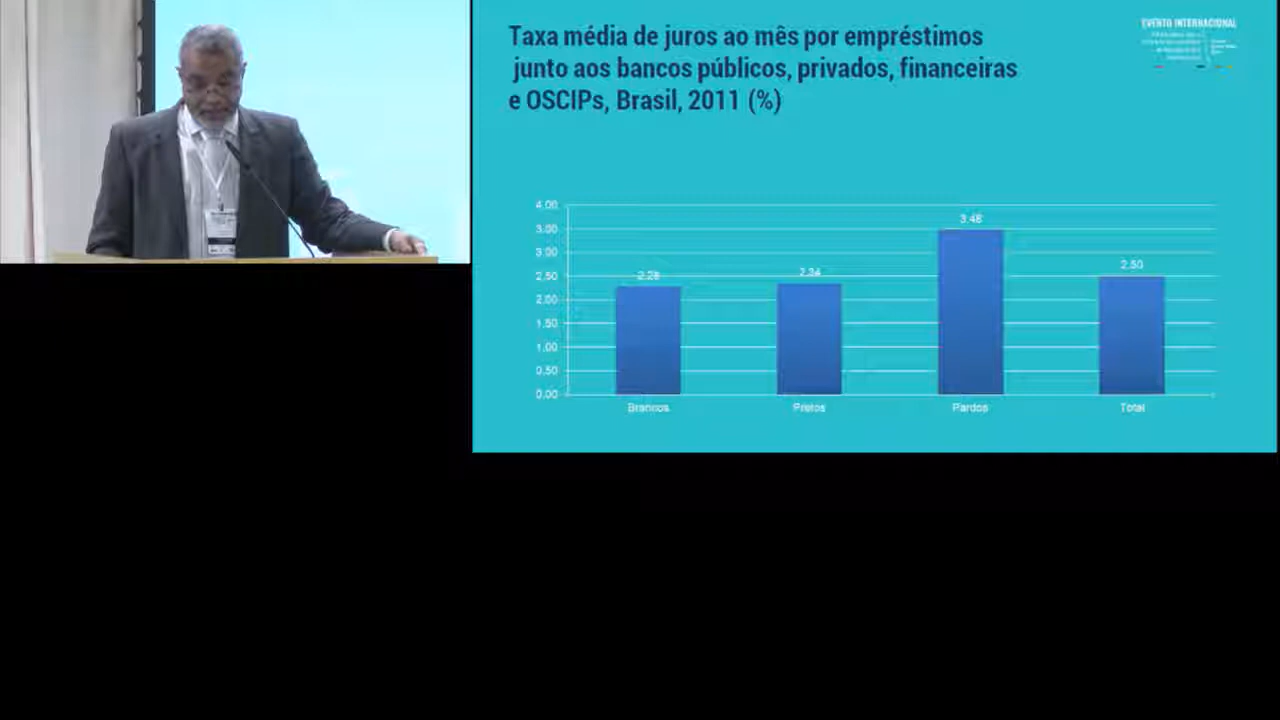 Taxa média de juros ao mês por empréstimos
junto aos bancos públicos, privados, financeiras
e OSCIPs, Brasil, 2011 (%)
EVENTO INTERNACIONAL
4,00
3,00
3,00
2,50
2,00
1,50
1,00
0,50
0,00
2,28
2,34
3,48
2,50
Brancos
Pretos
Pardos
Total